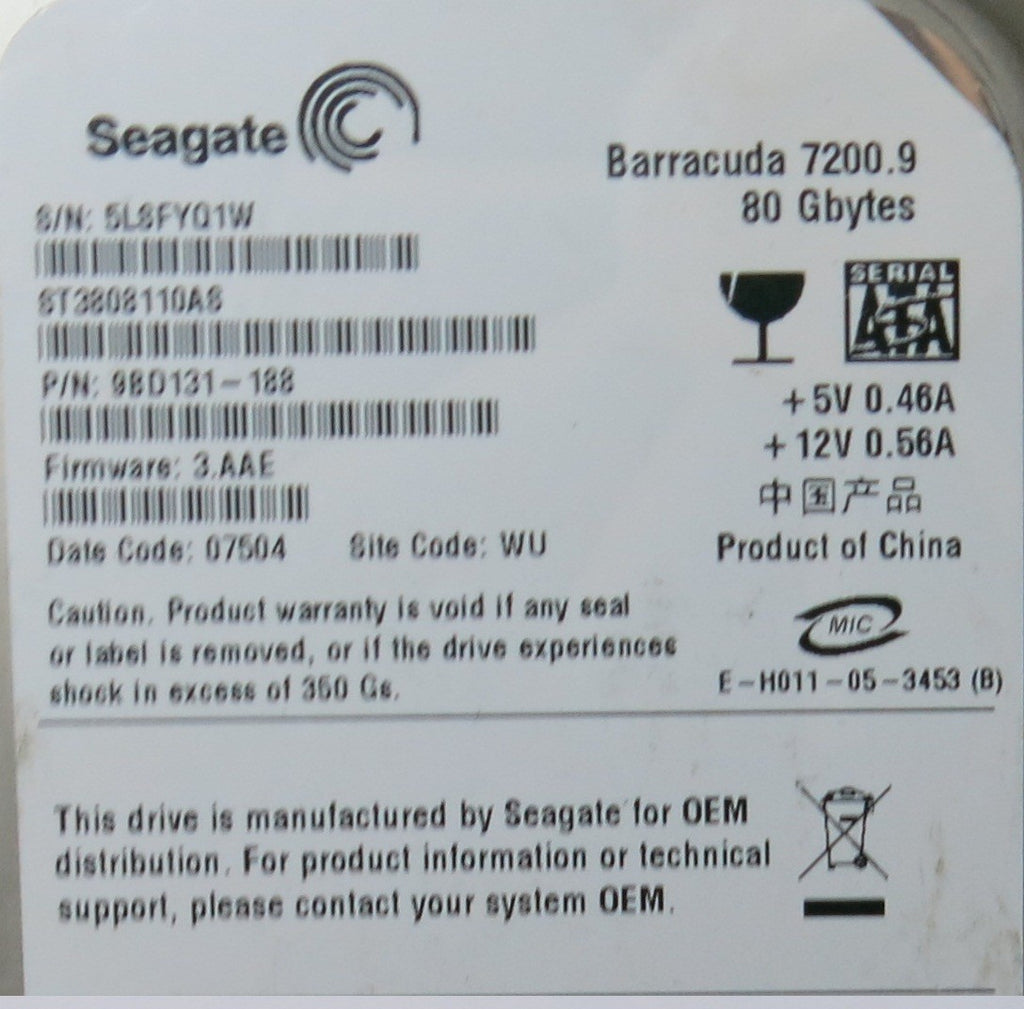 Seagate
Barracuda 7200.9
80 Gbytes
S/N: 5LSFYQ1W
ST3808110AS
P/N: 9BD131-188
Firmware: 3.AAE
Date Code: 07504 Site Code: WU
SERIAL
ATA
+5V 0.46A
+12V 0.56A
中国产品
Product of China
Caution. Product warranty is void if any seal
or label is removed, or if the drive experiences
shock in excess of 350 Gs.
MIC
E-H011-05-3453 (B)
This drive is manufactured by Seagate for OEM
distribution. For product information or technical
support, please contact your system OEM.